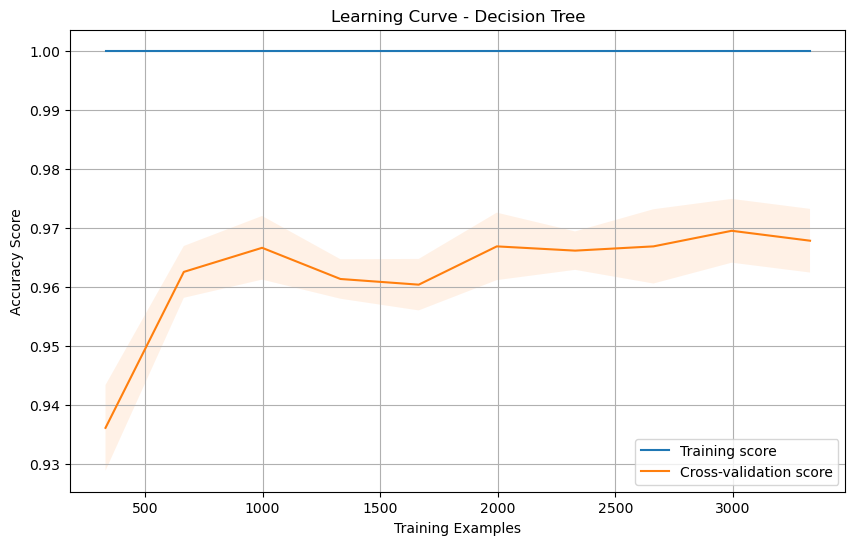 Learning Curve - Decision Tree
1.00
0.99
0.98
0.97
0.96
0.95
0.94
0.93
Accuracy Score
500
1000
1500
2000
2500
3000
Training Examples
Training score
Cross-validation score